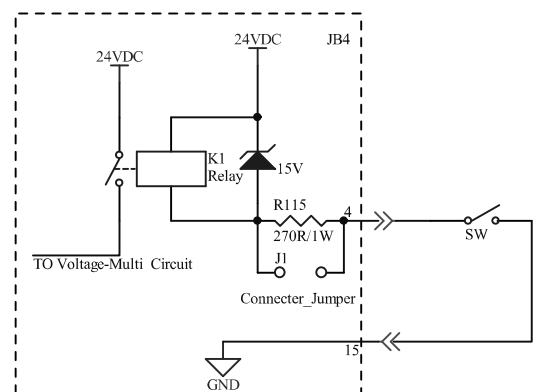 24VDC
JB4
24VDC
K1
Relay
15V
R115
4
270R/1W
SW
J1
TO Voltage-Multi Circuit
Connecter_Jumper
15
GND